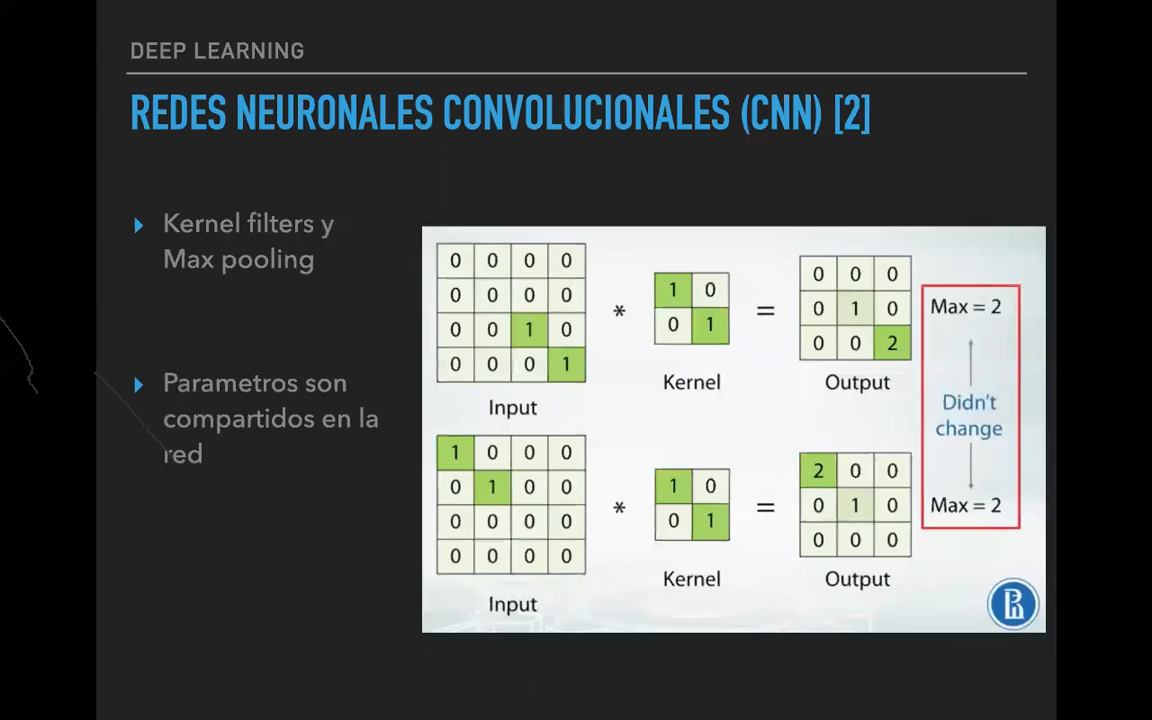 DEEP LEARNING
REDES NEURONALES CONVOLUCIONALES (CNN) [2]
Kernel filters y
Max pooling
Parametros son
compartidos en la
red
0 0 0 0
0 0 0 0
0 0 1 0
0 0 0 1
Input
*
1 0
0 1
Kernel
=
0 0 0
0 1 0
0 0 2
Output
Max = 2
Didn't
change
Max = 2
1 0 0 0
0 1 0 0
0 0 0 0
0 0 0 0
Input
*
1 0
0 1
Kernel
=
2 0 0
0 1 0
0 0 0
Output